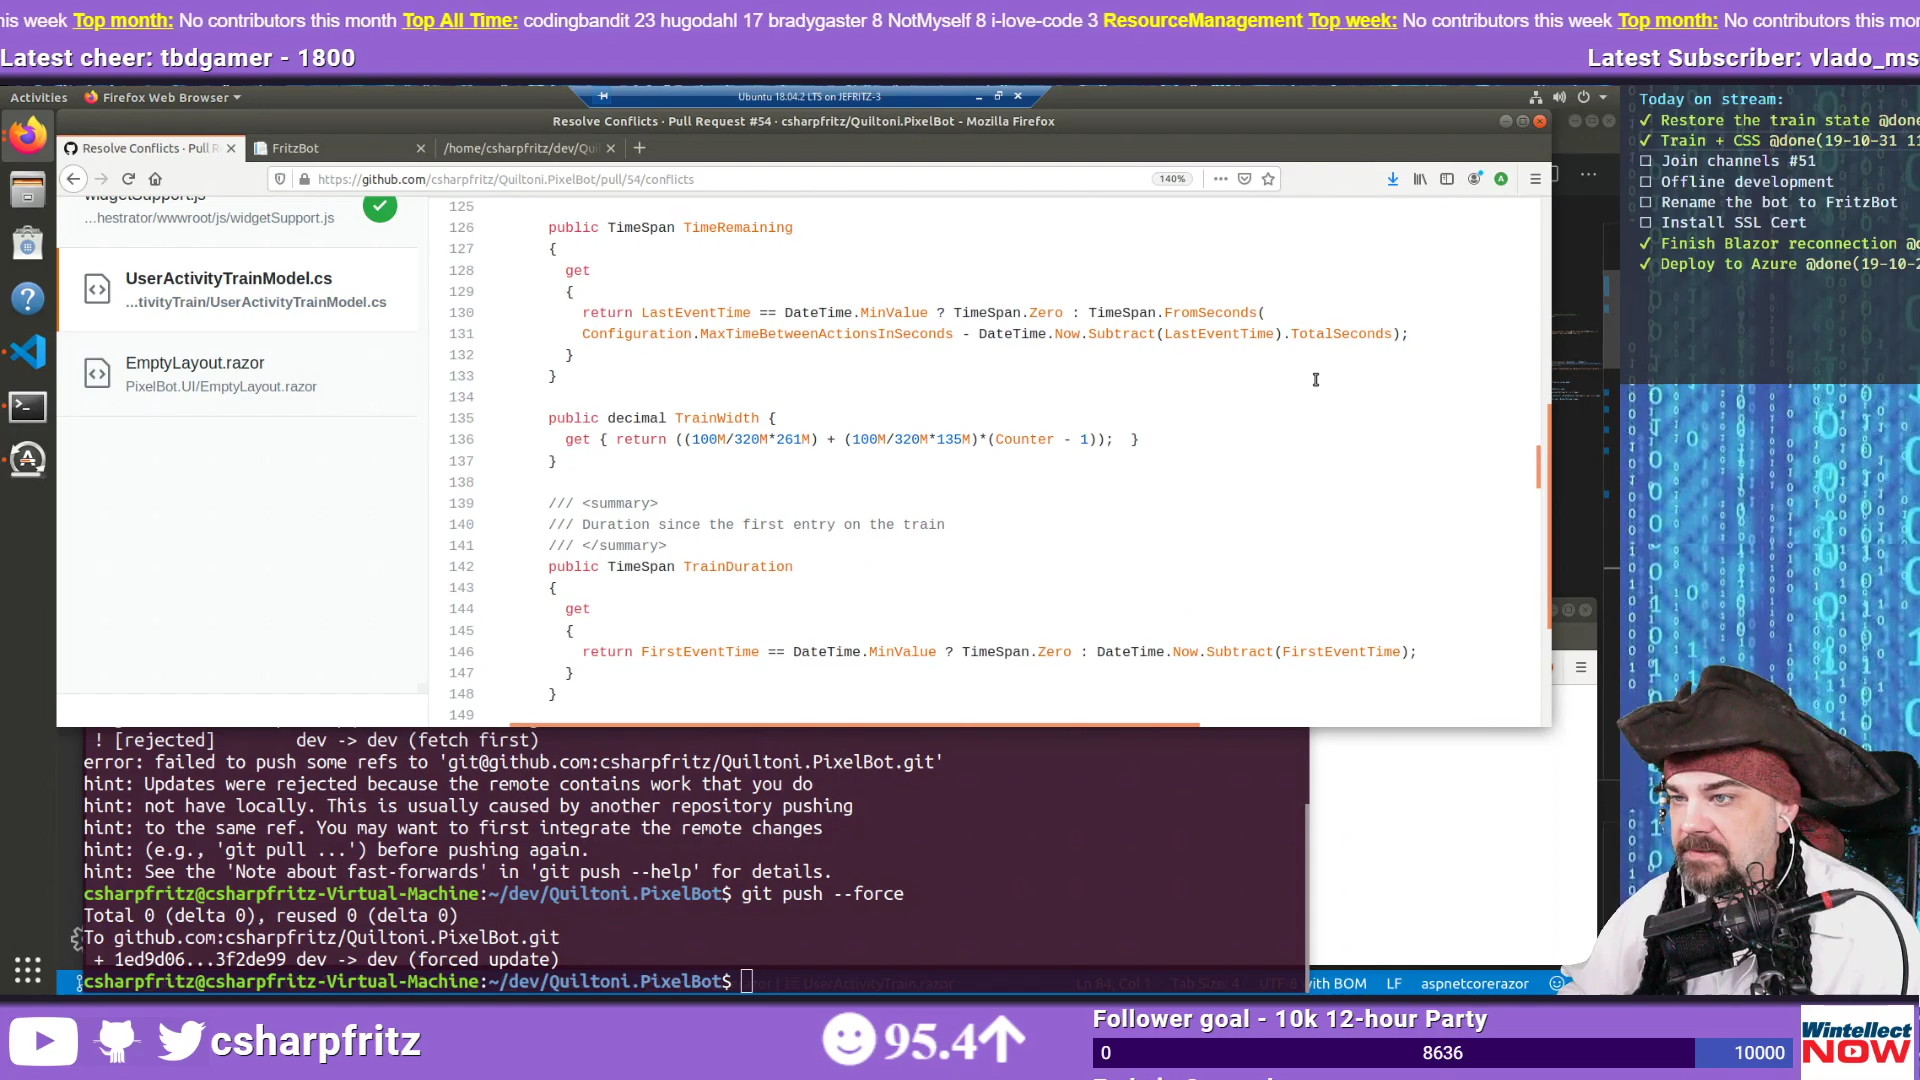 is week Top month: No contributors this month Top All Time: codingbandit 23 hugodahl 17 bradygaster 8 NotMyself 8 i-love-code 3 ResourceManagement Top week: No contributors this week Top month: No contributors this mo
Latest cheer: tbdgamer - 1800
Latest Subscriber: vlado_ms
Activities
Firefox Web Browser
Ubuntu 18.04.2 LTS on JEFRITZ-3
Resolve Conflicts · Pull Request #54 · csharpfritz/Quiltoni.PixelBot - Mozilla Firefox
Resolve Conflicts · Pull R
FritzBot
/home/csharpfritz/dev/Qu
https://github.com/csharpfritz/Quiltoni.PixelBot/pull/54/conflicts
140%
widgetSupport.js
...hestrator/wwwroot/js/widgetSupport.js
UserActivityTrainModel.cs
...tivityTrain/UserActivityTrainModel.cs
EmptyLayout.razor
PixelBot.UI/EmptyLayout.razor
125
126 public TimeSpan TimeRemaining
127 {
128 get
129 {
130 return LastEventTime == DateTime.MinValue ? TimeSpan.Zero : TimeSpan.FromSeconds(
131 Configuration.MaxTimeBetweenActionsInSeconds - DateTime.Now.Subtract(LastEventTime).TotalSeconds);
132 }
133 }
134
135 public decimal TrainWidth {
136 get { return ((100M/320M*261M) + (100M/320M*135M)*(Counter - 1)); }
137 }
138
139 /// <summary>
140 /// Duration since the first entry on the train
141 /// </summary>
142 public TimeSpan TrainDuration
143 {
144 get
145 {
146 return FirstEventTime == DateTime.MinValue ? TimeSpan.Zero : DateTime.Now.Subtract(FirstEventTime);
147 }
148 }
149
! [rejected] dev -> dev (fetch first)
error: failed to push some refs to 'git@github.com:csharpfritz/Quiltoni.PixelBot.git'
hint: Updates were rejected because the remote contains work that you do
hint: not have locally. This is usually caused by another repository pushing
hint: to the same ref. You may want to first integrate the remote changes
hint: (e.g., 'git pull ...') before pushing again.
hint: See the 'Note about fast-forwards' in 'git push --help' for details.
csharpfritz@csharpfritz-Virtual-Machine:~/dev/Quiltoni.PixelBot$ git push --force
Total 0 (delta 0), reused 0 (delta 0)
To github.com:csharpfritz/Quiltoni.PixelBot.git
+ 1ed9d06...3f2de99 dev -> dev (forced update)
csharpfritz@csharpfritz-Virtual-Machine:~/dev/Quiltoni.PixelBot$
UserActivityTrain.razor Ln 84, Col 1 Tab Size: 4 UTF-8 with BOM LF aspnetcorerazor
Today on stream:
✓ Restore the train state @done
✓ Train + CSS @done(19-10-31 11
☐ Join channels #51
☐ Offline development
☐ Rename the bot to FritzBot
☐ Install SSL Cert
✓ Finish Blazor reconnection @d
✓ Deploy to Azure @done(19-10-2
csharpfritz
95.4
Follower goal - 10k 12-hour Party
0 8636 10000
Wintellect
NOW